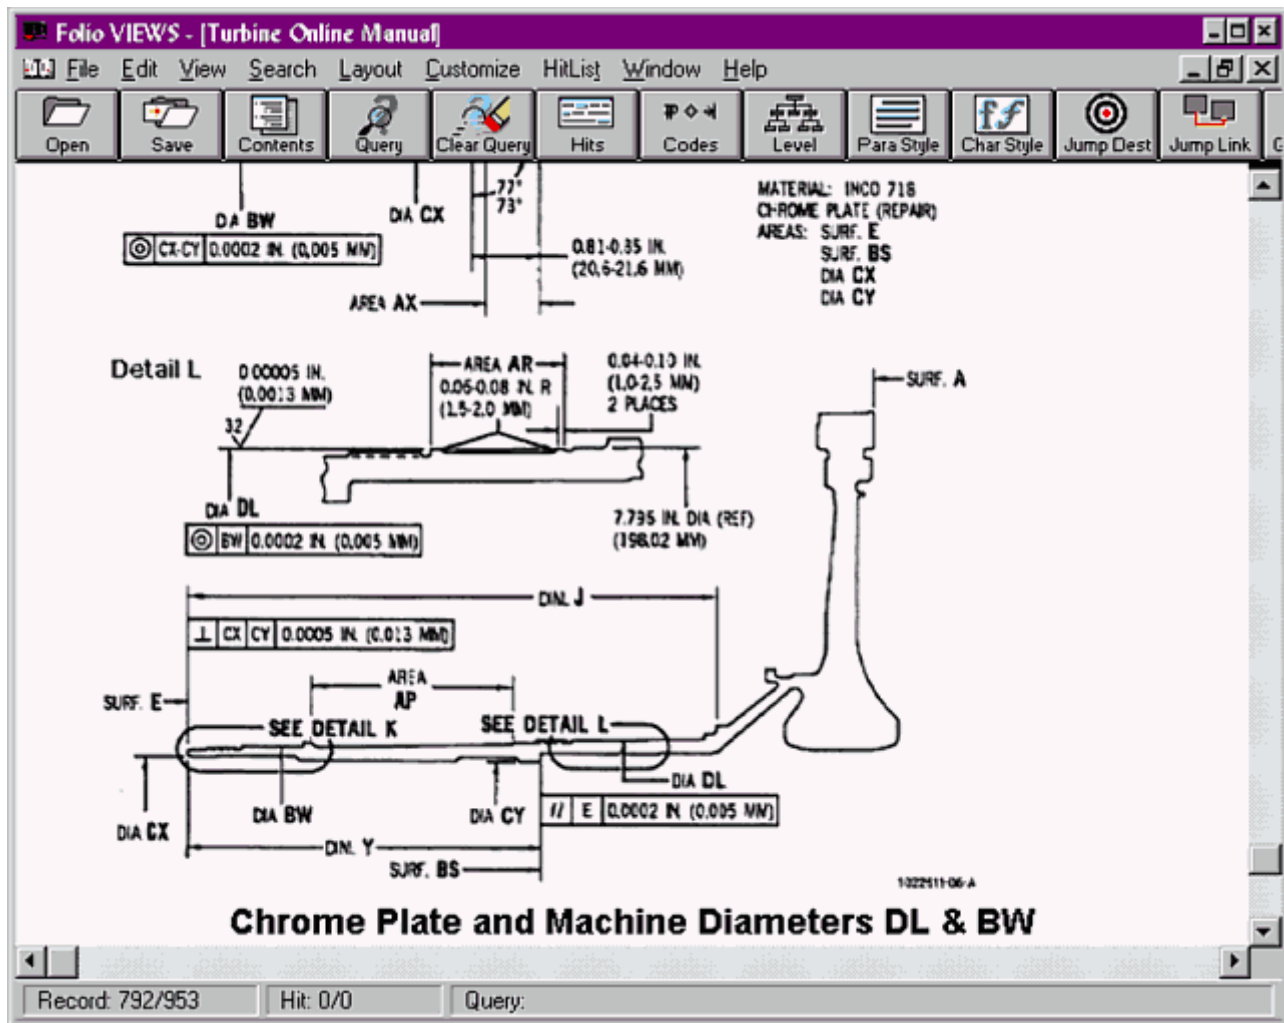 Folio VIEWS - [Turbine Online Manual]
File Edit View Search Layout Customize HitList Window Help
Open Save Contents Query Clear Query Hits Codes Level Para Style Char Style Jump Dest Jump Link
77°
73°
DIA BW
DIA CX
CX-CY 0.0002 IN. (0,005 MM)
0.81-0.85 IN.
(20,6-21,6 MM)
AREA AX
MATERIAL: INCO 718
CHROME PLATE (REPAIR)
AREAS: SURF. E
SURF. BS
DIA CX
DIA CY
Detail L
0.00005 IN.
(0,0013 MM)
32
AREA AR
0.06-0.08 IN. R
(1,5-2,0 MM)
0.04-0.10 IN.
(1,0-2,5 MM)
2 PLACES
SURF. A
DIA DL
BW 0.0002 IN. (0,005 MM)
7.796 IN. DIA (REF)
(198,02 MM)
DIM. J
⊥ CX CY 0.0005 IN. (0,013 MM)
AREA
AP
SURF. E
SEE DETAIL K
SEE DETAIL L
DIA DL
DIA BW
DIA CY
// E 0.0002 IN (0,005 MM)
DIA CX
DIM. Y
SURF. BS
Chrome Plate and Machine Diameters DL & BW
Record: 792/953
Hit: 0/0
Query: